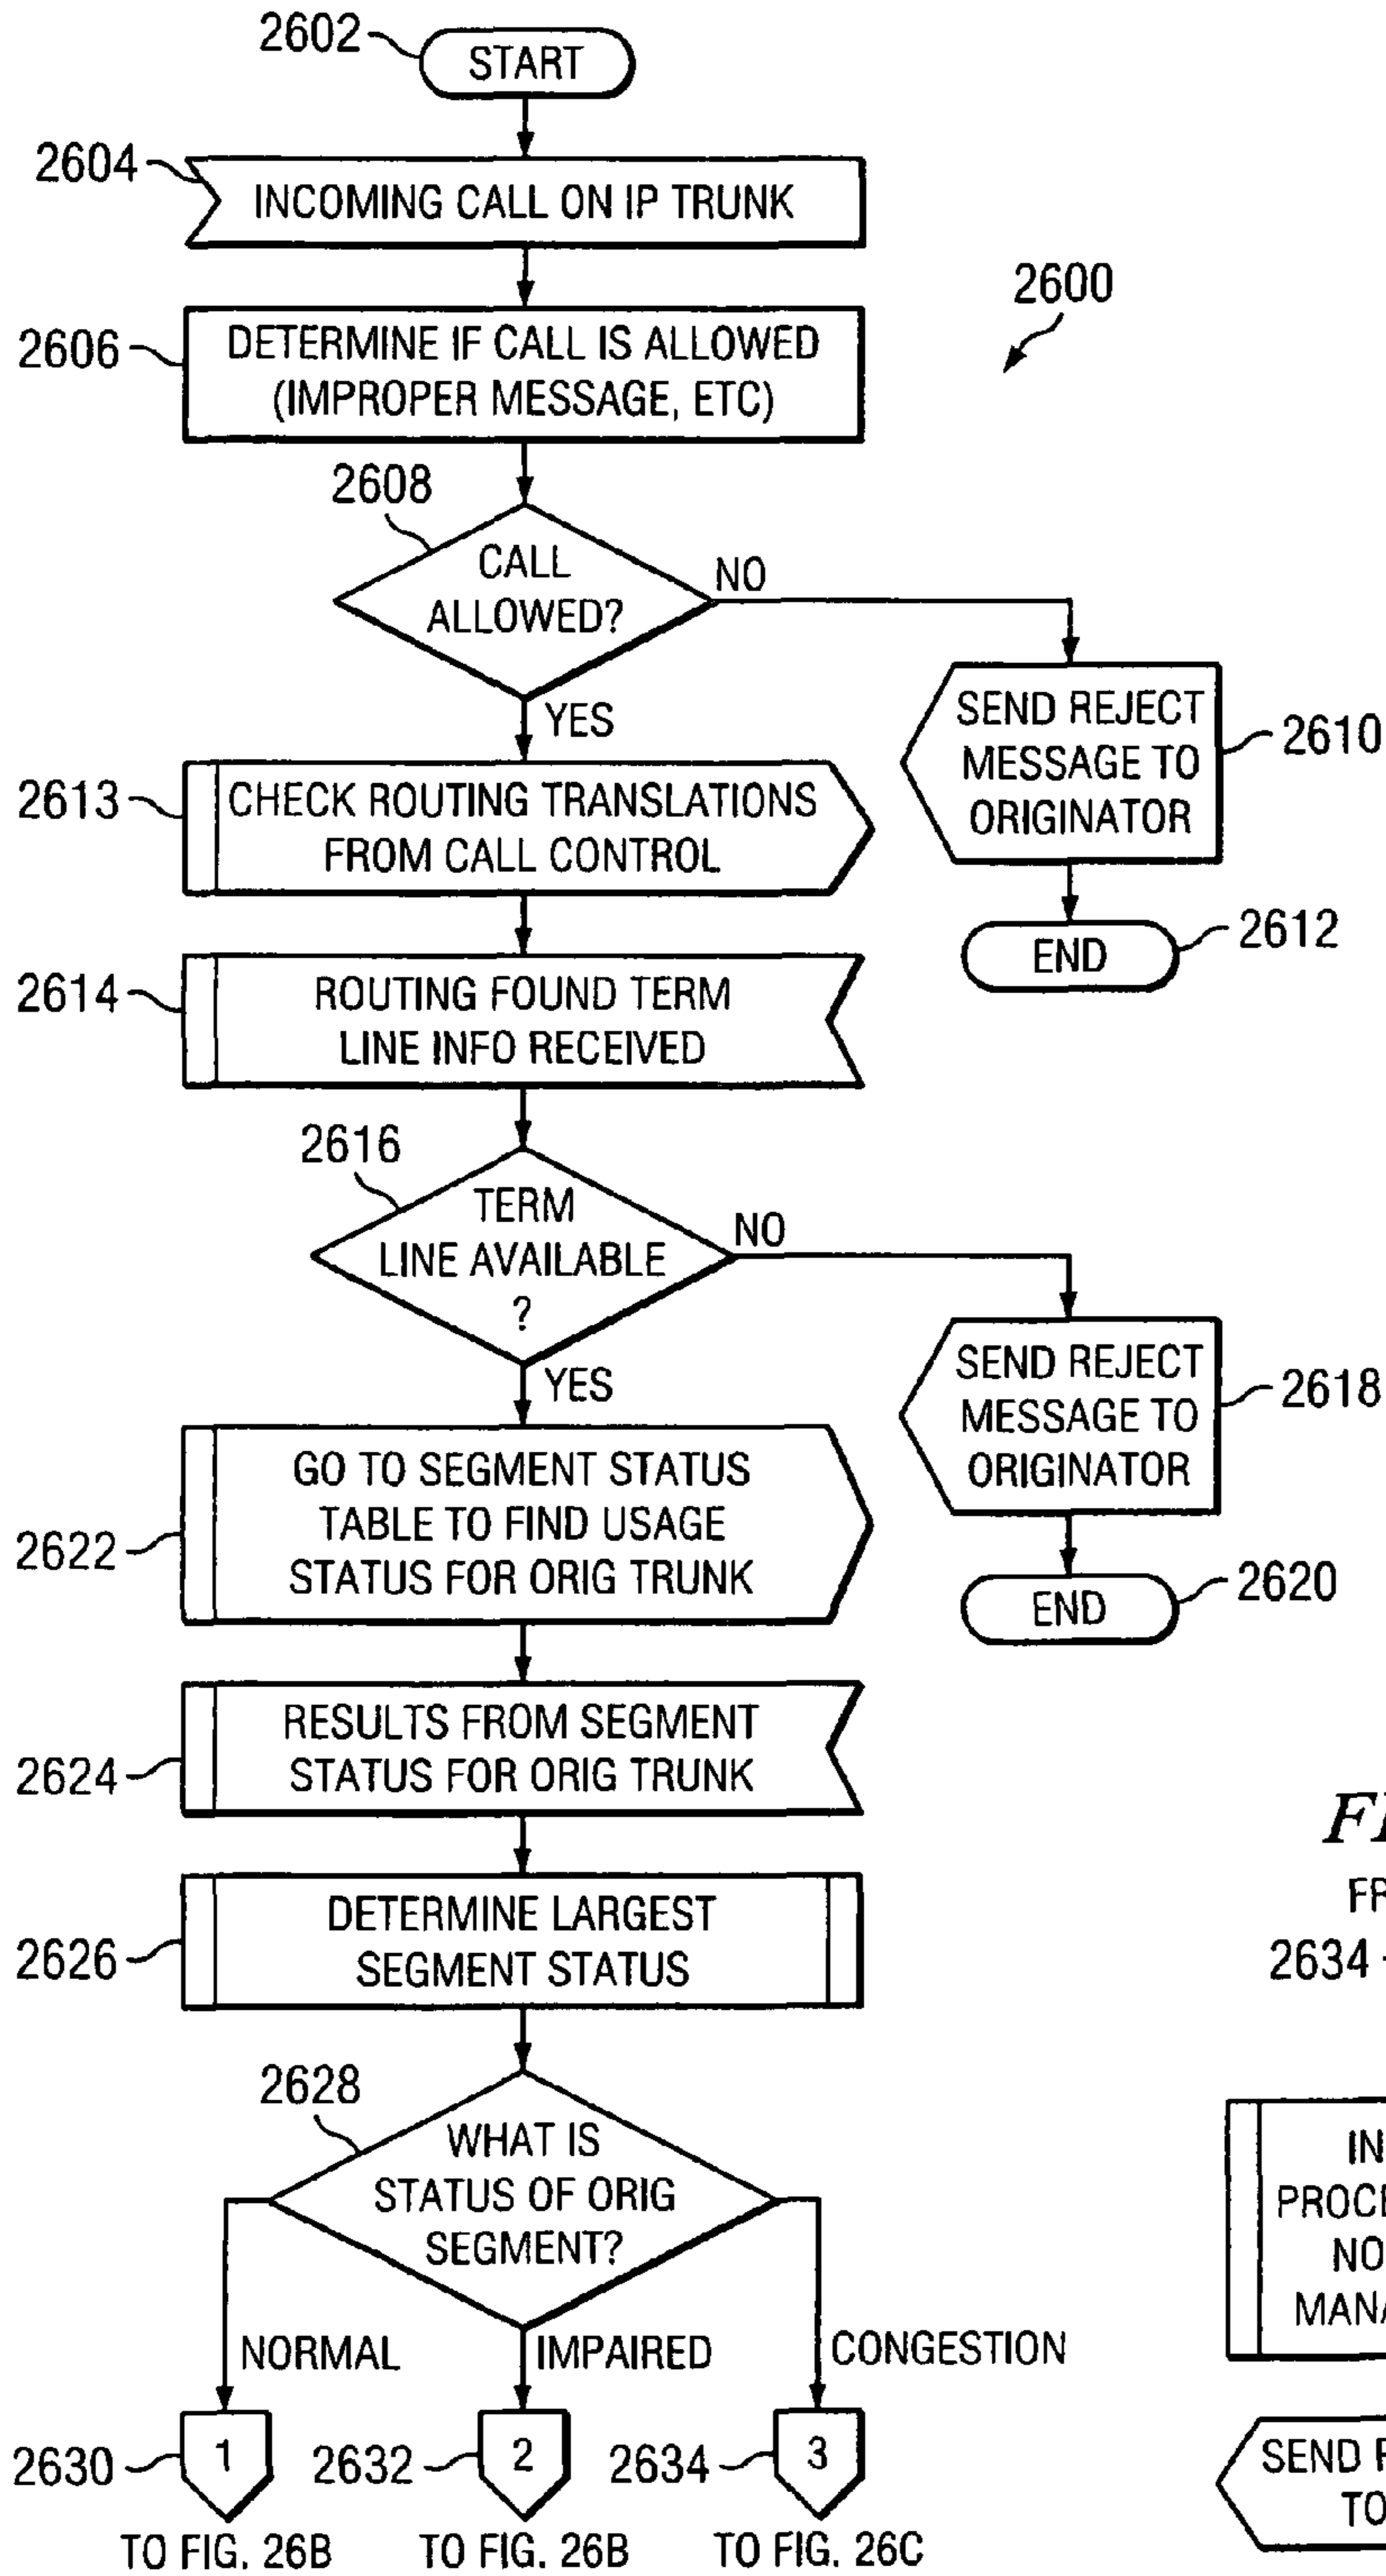 2602
START
2604
INCOMING CALL ON IP TRUNK
2600
2606
DETERMINE IF CALL IS ALLOWED
(IMPROPER MESSAGE, ETC)
2608
CALL
ALLOWED?
NO
YES
SEND REJECT
MESSAGE TO
ORIGINATOR
2610
2613
CHECK ROUTING TRANSLATIONS
FROM CALL CONTROL
END
2612
2614
ROUTING FOUND TERM
LINE INFO RECEIVED
2616
TERM
LINE AVAILABLE
?
NO
YES
SEND REJECT
MESSAGE TO
ORIGINATOR
2618
2622
GO TO SEGMENT STATUS
TABLE TO FIND USAGE
STATUS FOR ORIG TRUNK
END
2620
2624
RESULTS FROM SEGMENT
STATUS FOR ORIG TRUNK
2626
DETERMINE LARGEST
SEGMENT STATUS
2634
2628
WHAT IS
STATUS OF ORIG
SEGMENT?
NORMAL
IMPAIRED
CONGESTION
2630
1
2632
2
2634
3
TO FIG. 26B
TO FIG. 26B
TO FIG. 26C
SEND
TO